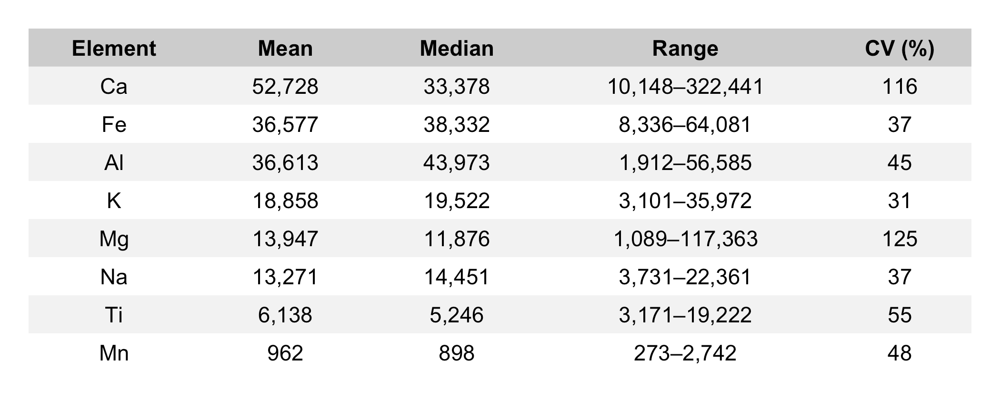 Element Mean Median Range CV (%)
Ca 52,728 33,378 10,148–322,441 116
Fe 36,577 38,332 8,336–64,081 37
Al 36,613 43,973 1,912–56,585 45
K 18,858 19,522 3,101–35,972 31
Mg 13,947 11,876 1,089–117,363 125
Na 13,271 14,451 3,731–22,361 37
Ti 6,138 5,246 3,171–19,222 55
Mn 962 898 273–2,742 48